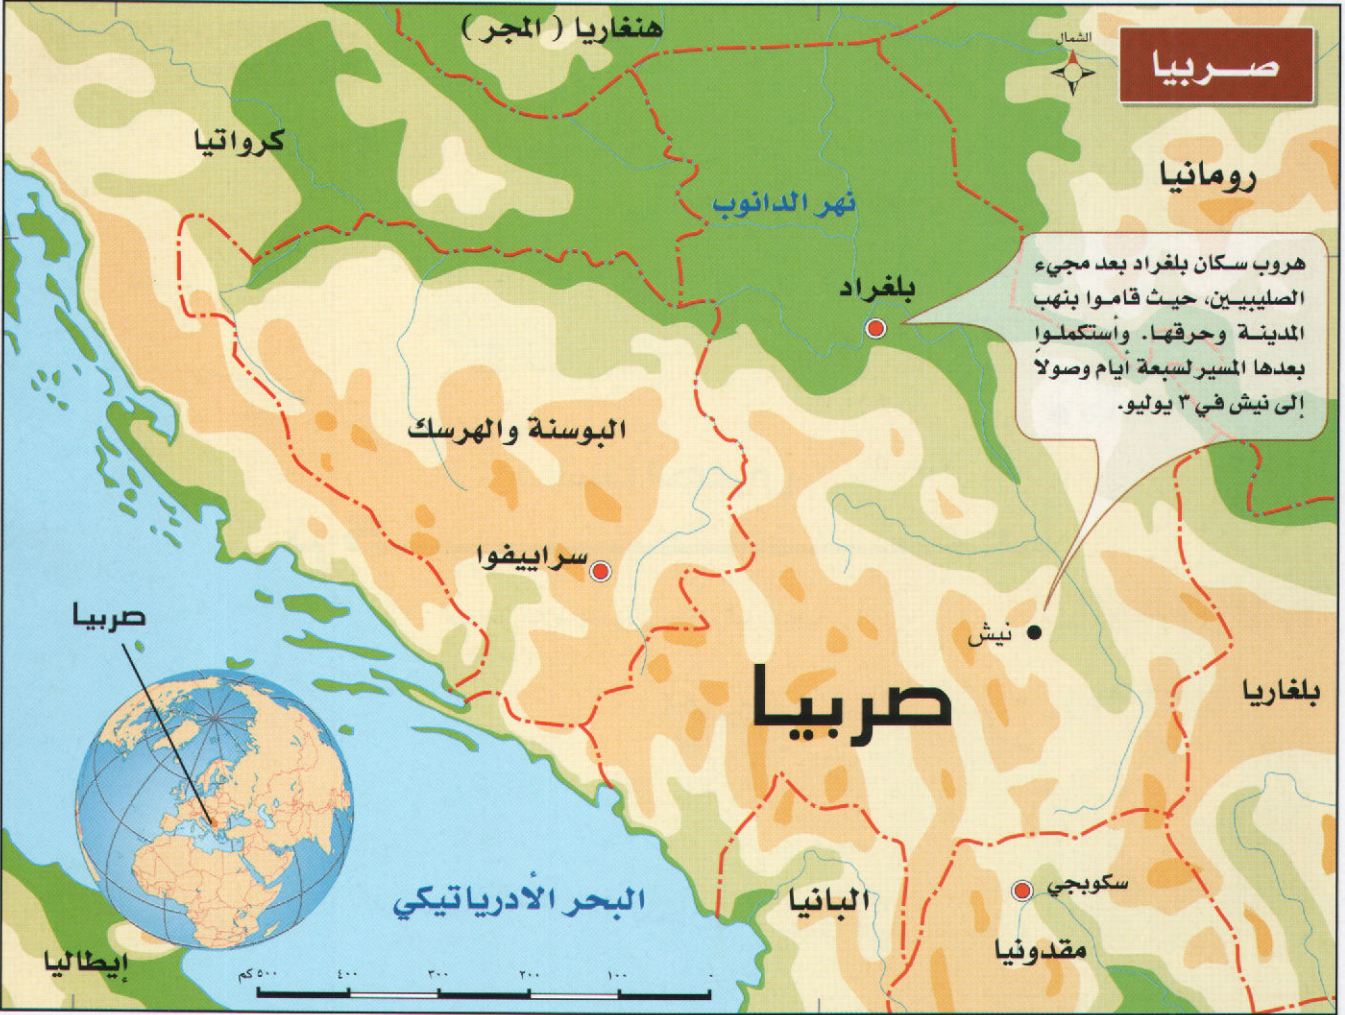 صربيا
الشمال
هنغاريا ( المجر )
كرواتيا
رومانيا
نهر الدانوب
بلغراد
هروب سكان بلغراد بعد مجيء
الصليبيين، حيث قاموا بنهب
المدينة وحرقها. وأستكملوا
بعدها المسير لسبعة أيام وصولاً
إلى نيش في ٣ يوليو.
البوسنة والهرسك
سراييفوا
نيش
صربيا
بلغاريا
صربيا
البحر الأدرياتيكي
البانيا
سكوبجي
مقدونيا
إيطاليا
٠ ١٠٠ ٢٠٠ ٣٠٠ ٤٠٠ ٥٠٠ كم